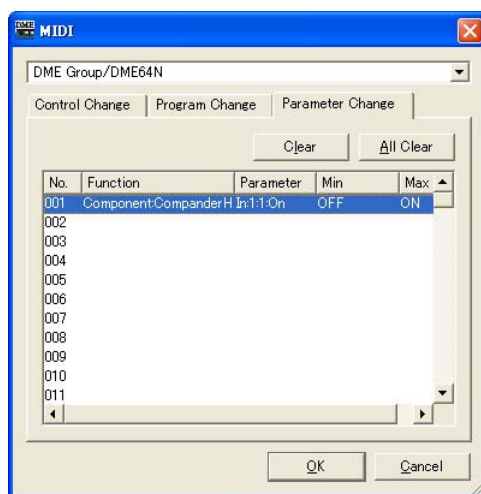 DME
MIDI
DME Group/DME64N
Control Change Program Change Parameter Change
Clear All Clear
No. Function Parameter Min Max
001 Component:CompanderH In:1:1:On OFF ON
002
003
004
005
006
007
008
009
010
011
OK Cancel